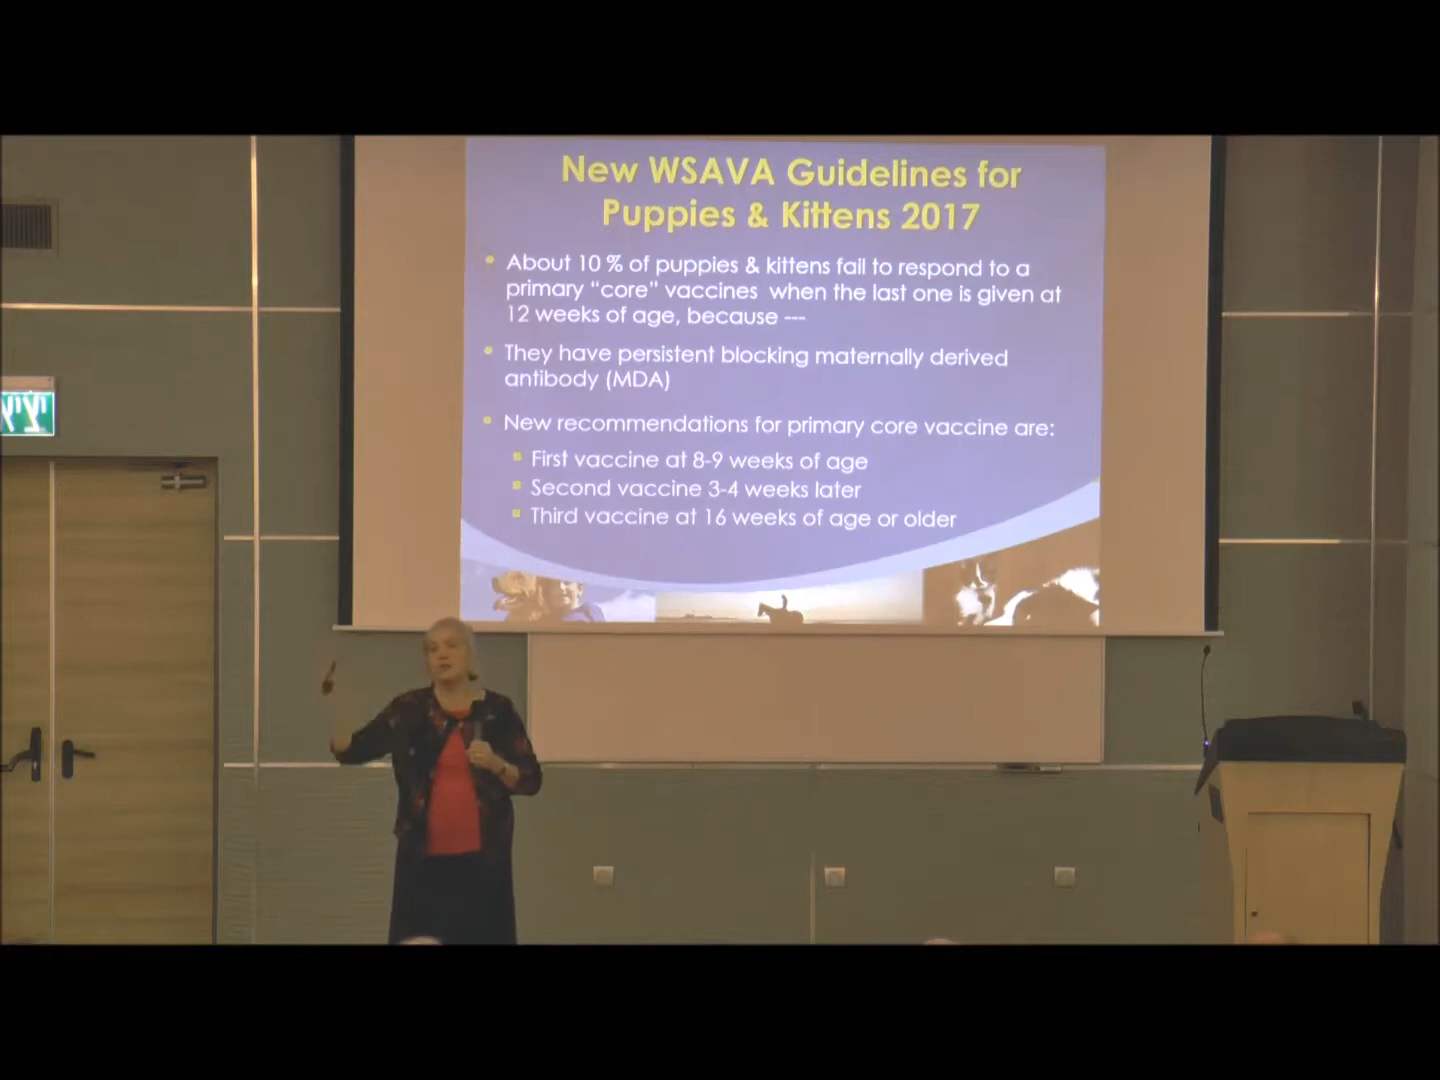 New WSAVA Guidelines for
Puppies & Kittens 2017
• About 10 % of puppies & kittens fail to respond to a
primary “core” vaccines when the last one is given at
12 weeks of age, because ---
• They have persistent blocking maternally derived
antibody (MDA)
• New recommendations for primary core vaccine are:
▪ First vaccine at 8-9 weeks of age
▪ Second vaccine 3-4 weeks later
▪ Third vaccine at 16 weeks of age or older